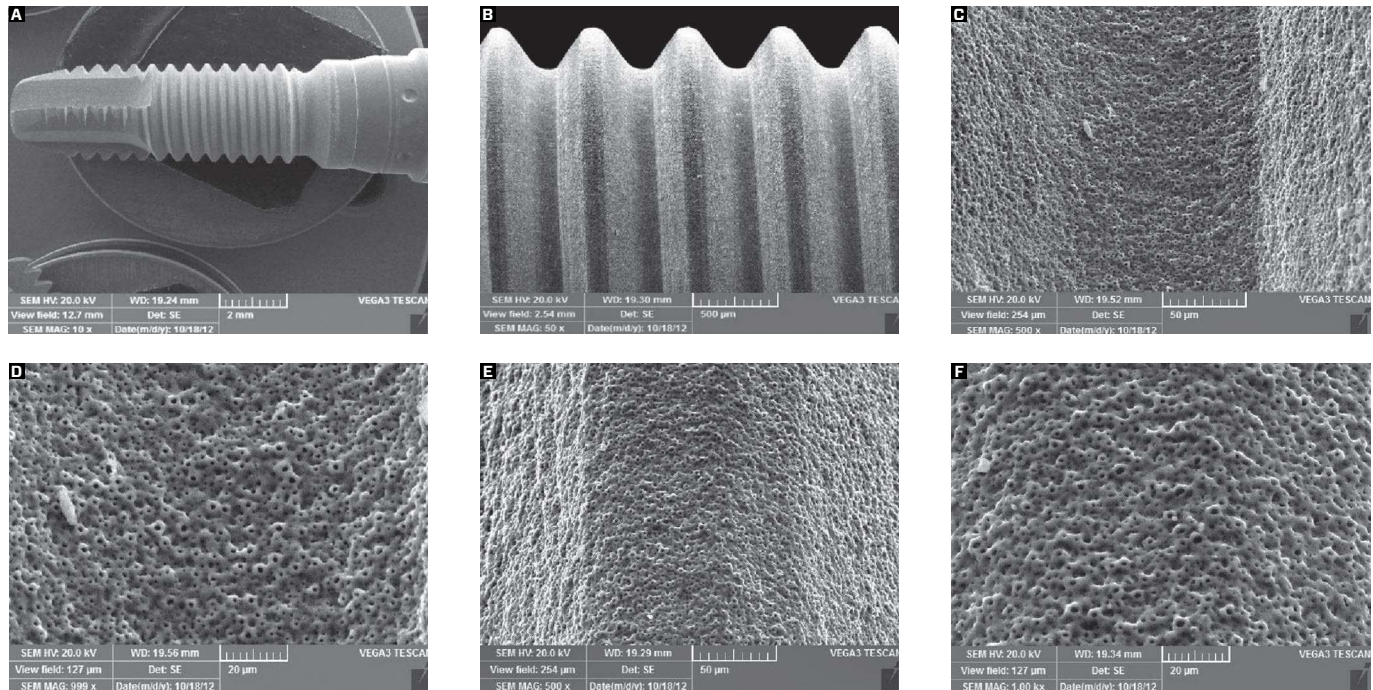 A
SEM HV: 20.0 kV WD: 19.24 mm VEGA3 TESCAN
View field: 12.7 mm Det: SE 2 mm
SEM MAG: 10 x Date(m/d/y): 10/18/12
B
SEM HV: 20.0 kV WD: 19.30 mm VEGA3 TESCAN
View field: 2.54 mm Det: SE 500 µm
SEM MAG: 50 x Date(m/d/y): 10/18/12
C
SEM HV: 20.0 kV WD: 19.52 mm VEGA3 TESCAN
View field: 254 µm Det: SE 50 µm
SEM MAG: 500 x Date(m/d/y): 10/18/12
D
SEM HV: 20.0 kV WD: 19.56 mm VEGA3 TESCAN
View field: 127 µm Det: SE 20 µm
SEM MAG: 999 x Date(m/d/y): 10/18/12
E
SEM HV: 20.0 kV WD: 19.29 mm VEGA3 TESCAN
View field: 254 µm Det: SE 50 µm
SEM MAG: 500 x Date(m/d/y): 10/18/12
F
SEM HV: 20.0 kV WD: 19.34 mm VEGA3 TESCAN
View field: 127 µm Det: SE 20 µm
SEM MAG: 1.00 kx Date(m/d/y): 10/18/12